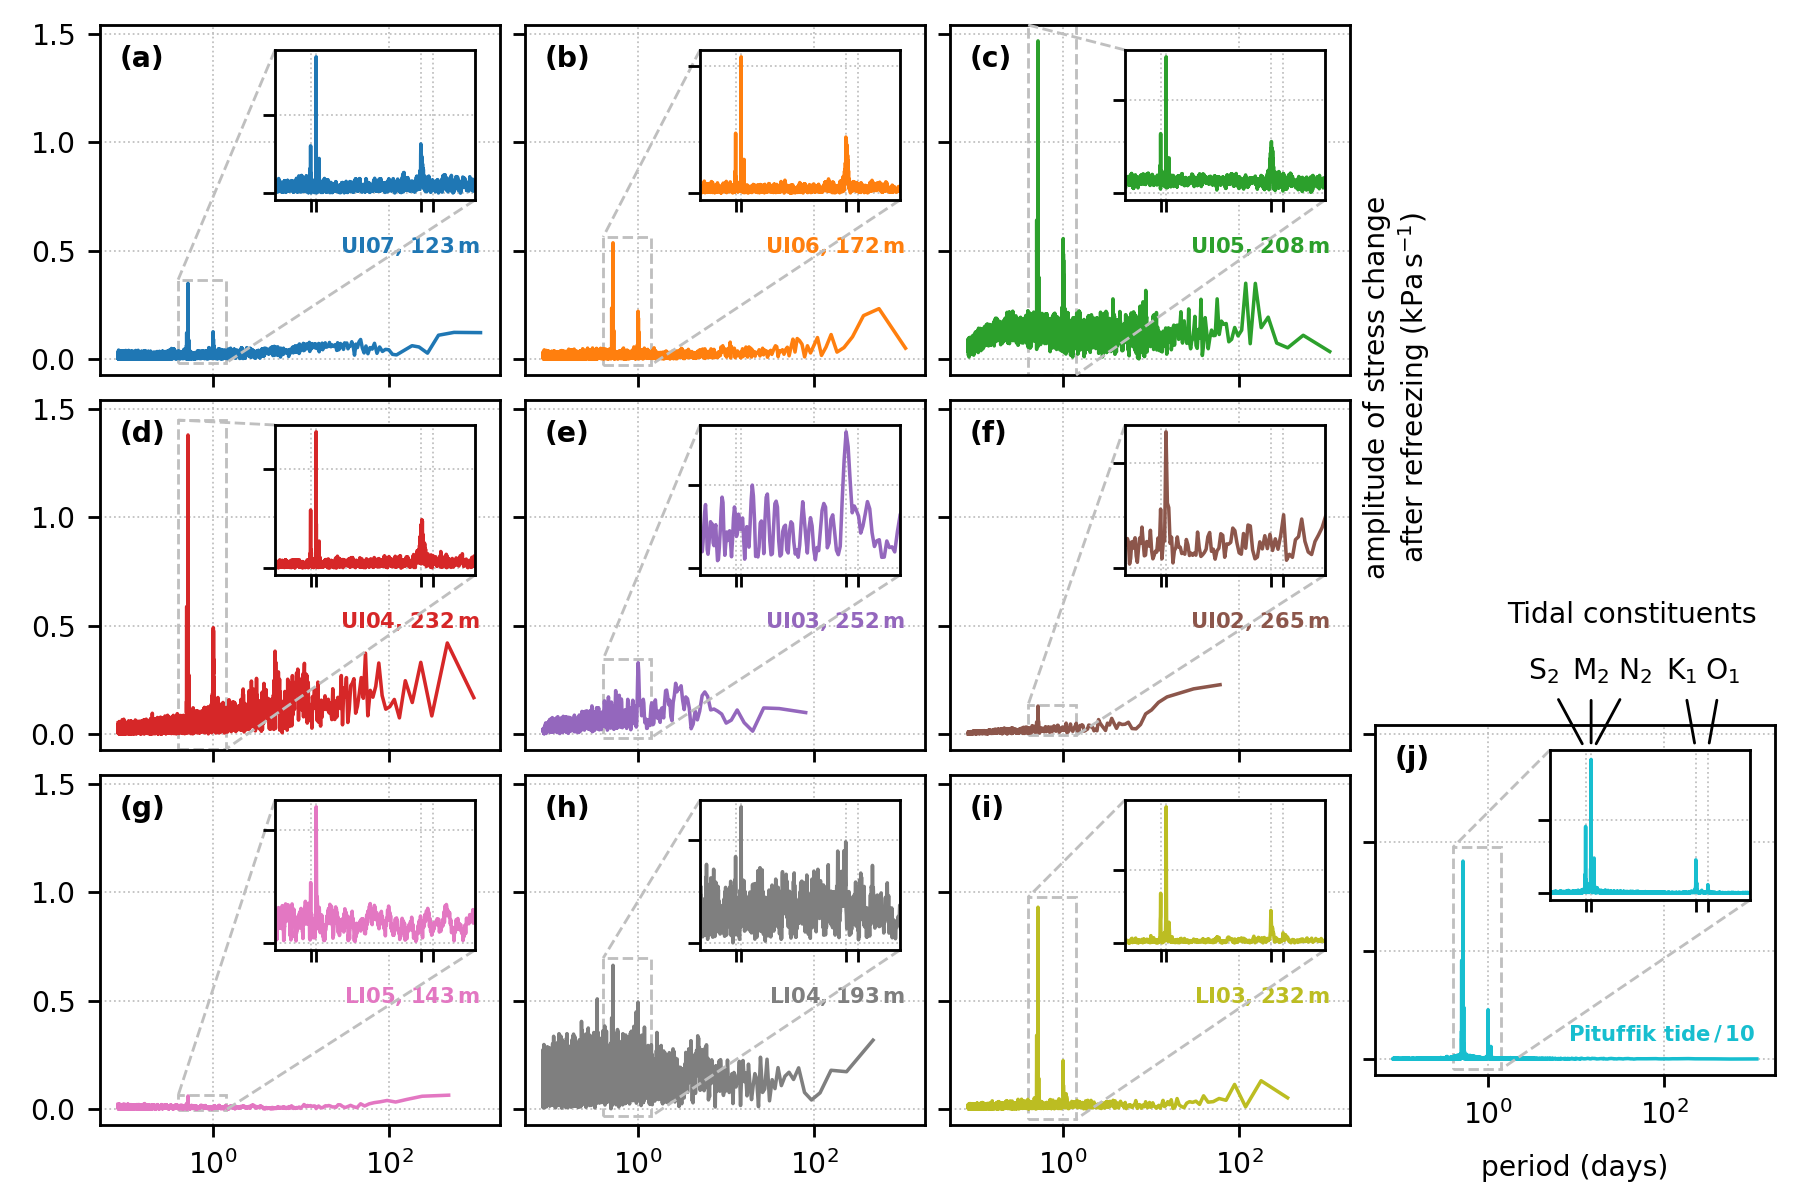 (a)
UI07, 123 m
(b)
UI06, 172 m
(c)
UI05, 208 m
1.5
1.0
0.5
0.0
amplitude of stress change
after refreezing (kPa s⁻¹)
(d)
UI04, 232 m
(e)
UI03, 252 m
(f)
UI02, 265 m
1.5
1.0
0.5
0.0
Tidal constituents
S₂ M₂ N₂ K₁ O₁
(g)
LI05, 143 m
(h)
LI04, 193 m
(i)
LI03, 232 m
(j)
Pituffik tide / 10
1.5
1.0
0.5
0.0
10⁰ 10²
10⁰ 10²
10⁰ 10²
10⁰ 10²
period (days)